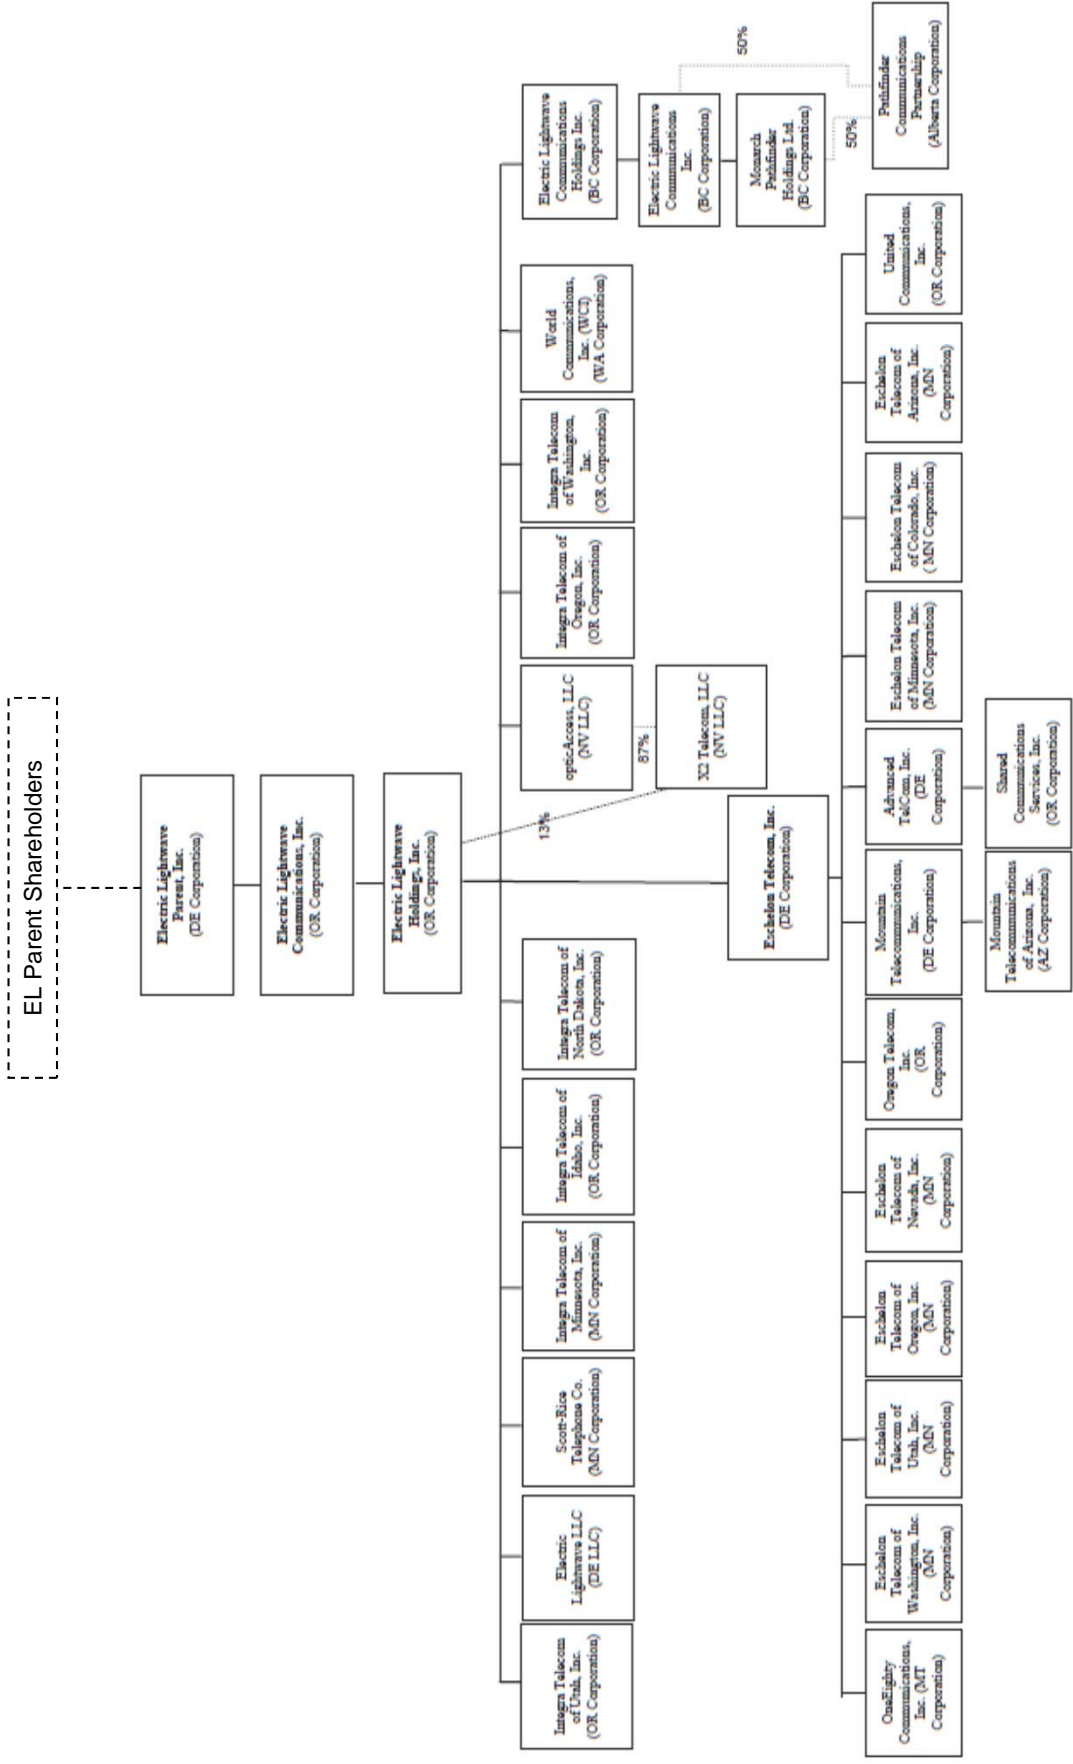 EL Parent Shareholders
Electric Lightwave
Parent, Inc.
(DE Corporation)
Electric Lightwave
Communications, Inc.
(OR Corporation)
Electric Lightwave
Holdings, Inc.
(OR Corporation)
Integra Telecom
of Utah, Inc.
(OR Corporation)
Electric
Lightwave LLC
(DE LLC)
Scott-Rice
Telephone Co.
(MN Corporation)
Integra Telecom of
Minnesota, Inc.
(MN Corporation)
Integra Telecom of
Idaho, Inc.
(OR Corporation)
Integra Telecom of
North Dakota, Inc.
(OR Corporation)
13%
opticAccess, LLC
(NV LLC)
87%
X2 Telecom, LLC
(NV LLC)
Integra Telecom of
Oregon, Inc.
(OR Corporation)
Integra Telecom
of Washington,
Inc.
(OR Corporation)
World
Communications,
Inc. (WCI)
(WA Corporation)
Electric Lightwave
Communications
Holdings Inc.
(BC Corporation)
Electric Lightwave
Communications
Inc.
(BC Corporation)
Monarch
Pathfinder
Holdings Ltd.
(BC Corporation)
50%
50%
Pathfinder
Communications
Partnership
(Alberta Corporation)
Eschelon Telecom, Inc.
(DE Corporation)
OneEighty
Communications,
Inc. (MT
Corporation)
Eschelon
Telecom of
Washington, Inc.
(MN
Corporation)
Eschelon
Telecom of
Utah, Inc.
(MN
Corporation)
Eschelon
Telecom of
Oregon, Inc.
(MN
Corporation)
Eschelon
Telecom of
Nevada, Inc.
(MN
Corporation)
Oregon Telecom,
Inc.
(OR
Corporation)
Mountain
Telecommunications,
Inc.
(DE Corporation)
Advanced
TelCom, Inc.
(DE
Corporation)
Eschelon Telecom
of Minnesota, Inc.
(MN Corporation)
Eschelon Telecom
of Colorado, Inc.
( MN Corporation)
Eschelon
Telecom of
Arizona, Inc.
(MN
Corporation)
United
Communications,
Inc.
(OR Corporation)
Mountain
Telecommunications
of Arizona, Inc.
(AZ Corporation)
Shared
Communications
Services, Inc.
(OR Corporation)